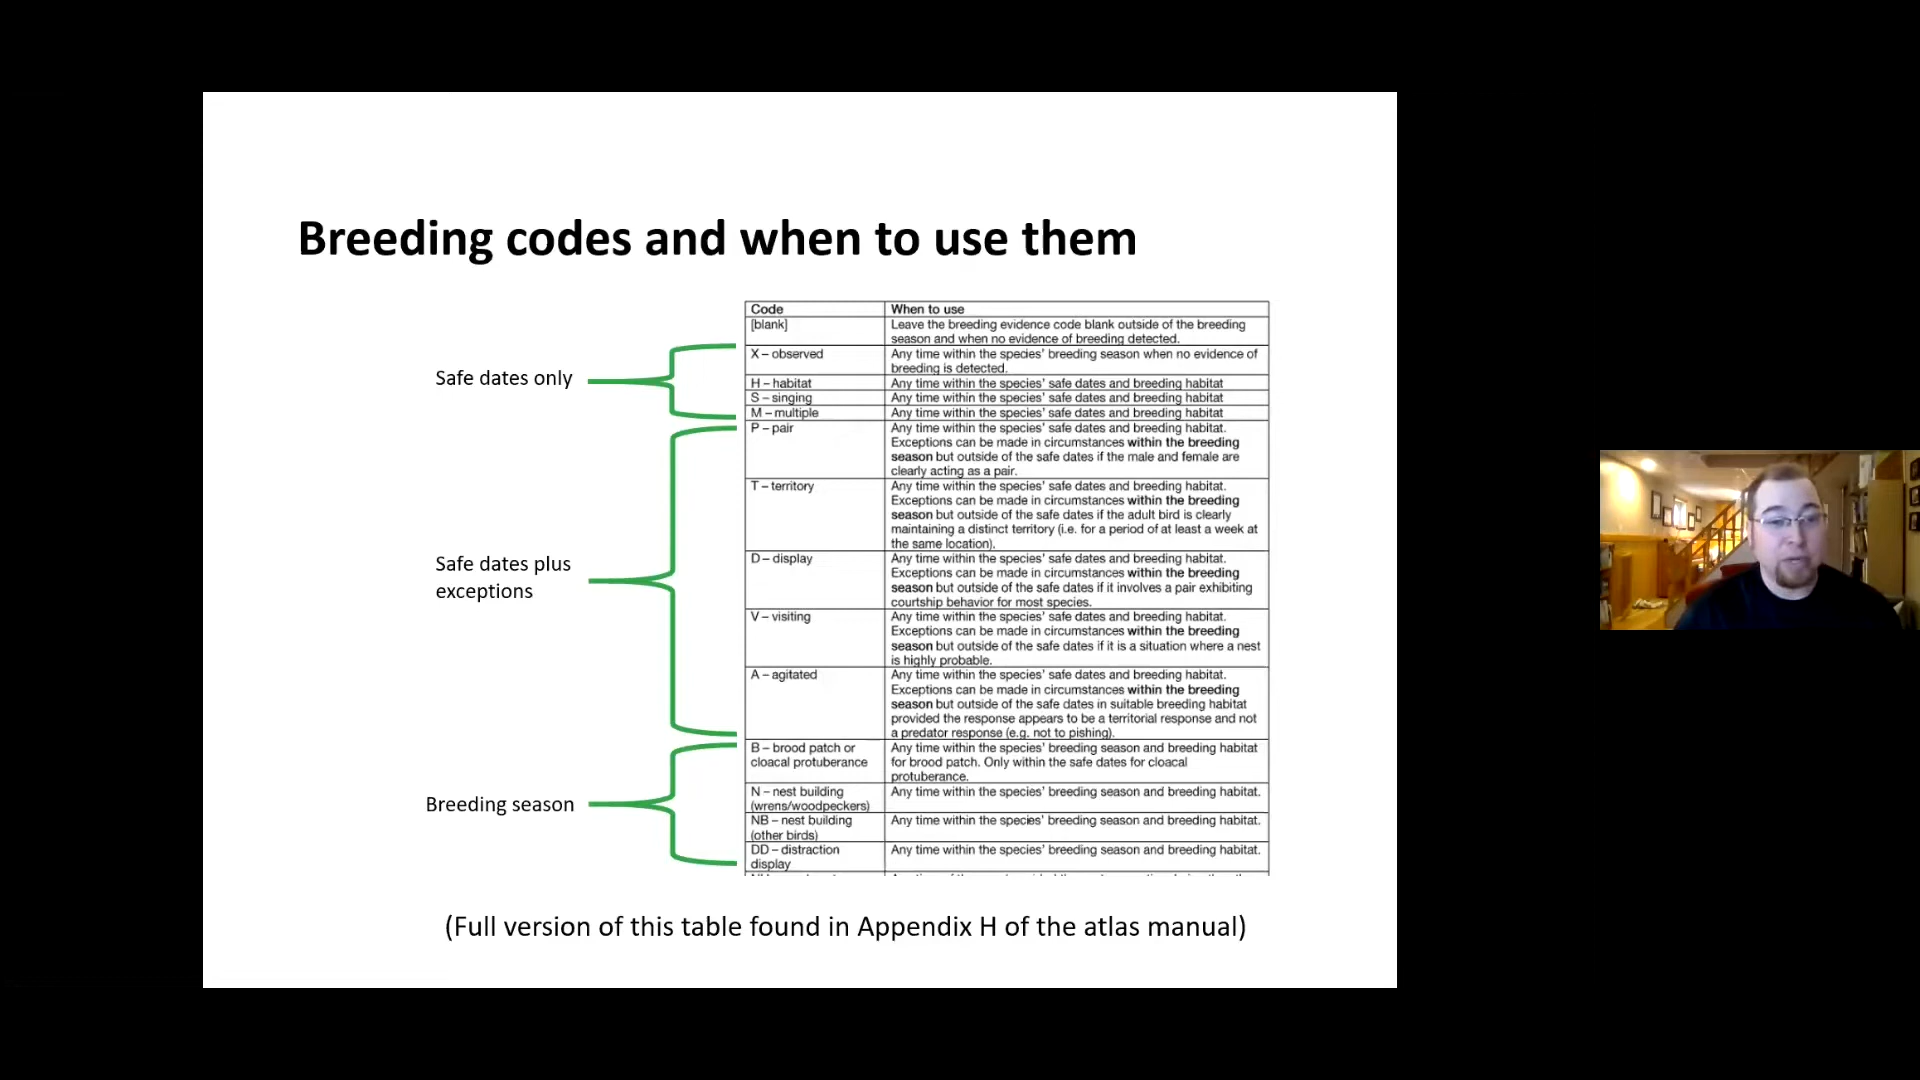 Breeding codes and when to use them
Safe dates only
Safe dates plus
exceptions
Breeding season
Code When to use
[blank] Leave the breeding evidence code blank outside of the breeding
season and when no evidence of breeding detected.
X – observed Any time within the species' breeding season when no evidence of
breeding is detected.
H – habitat Any time within the species' safe dates and breeding habitat
S – singing Any time within the species' safe dates and breeding habitat
M – multiple Any time within the species' safe dates and breeding habitat
P – pair Any time within the species' safe dates and breeding habitat.
Exceptions can be made in circumstances within the breeding
season but outside of the safe dates if the male and female are
clearly acting as a pair.
T – territory Any time within the species' safe dates and breeding habitat.
Exceptions can be made in circumstances within the breeding
season but outside of the safe dates if the adult bird is clearly
maintaining a distinct territory (i.e. for a period of at least a week at
the same location).
D – display Any time within the species' safe dates and breeding habitat.
Exceptions can be made in circumstances within the breeding
season but outside of the safe dates if it involves a pair exhibiting
courtship behavior for most species.
V – visiting Any time within the species' safe dates and breeding habitat.
Exceptions can be made in circumstances within the breeding
season but outside of the safe dates if it is a situation where a nest
is highly probable.
A – agitated Any time within the species' safe dates and breeding habitat.
Exceptions can be made in circumstances within the breeding
season but outside of the safe dates in suitable breeding habitat
provided the response appears to be a territorial response and not
a predator response (e.g. not to pishing).
B – brood patch or Any time within the species' breeding season and breeding habitat
cloacal protuberance for brood patch. Only within the safe dates for cloacal
protuberance.
N – nest building Any time within the species' breeding season and breeding habitat.
(wrens/woodpeckers)
NB – nest building Any time within the species' breeding season and breeding habitat.
(other birds)
DD – distraction Any time within the species' breeding season and breeding habitat.
display
(Full version of this table found in Appendix H of the atlas manual)